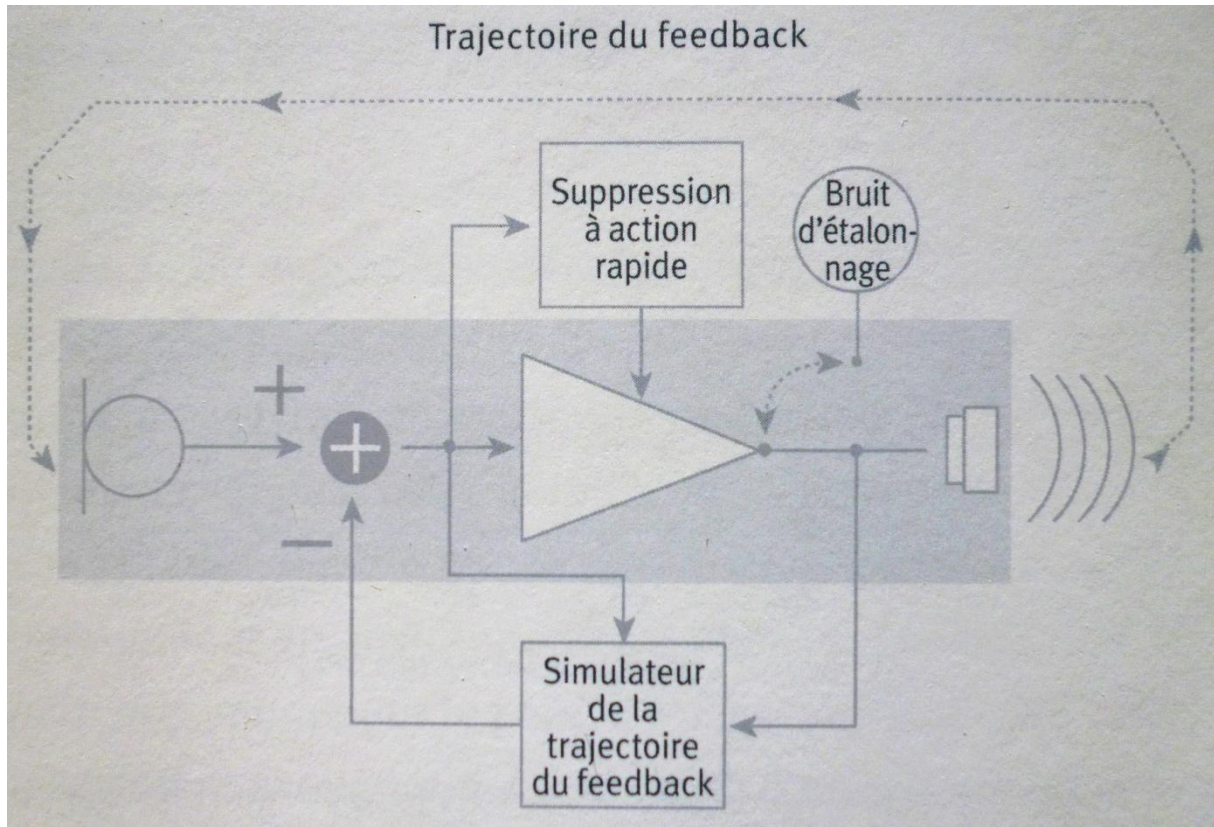 Trajectoire du feedback
Suppression
à action
rapide
Bruit
d'étalon-
nage
+
+
−
Simulateur
de la
trajectoire
du feedback